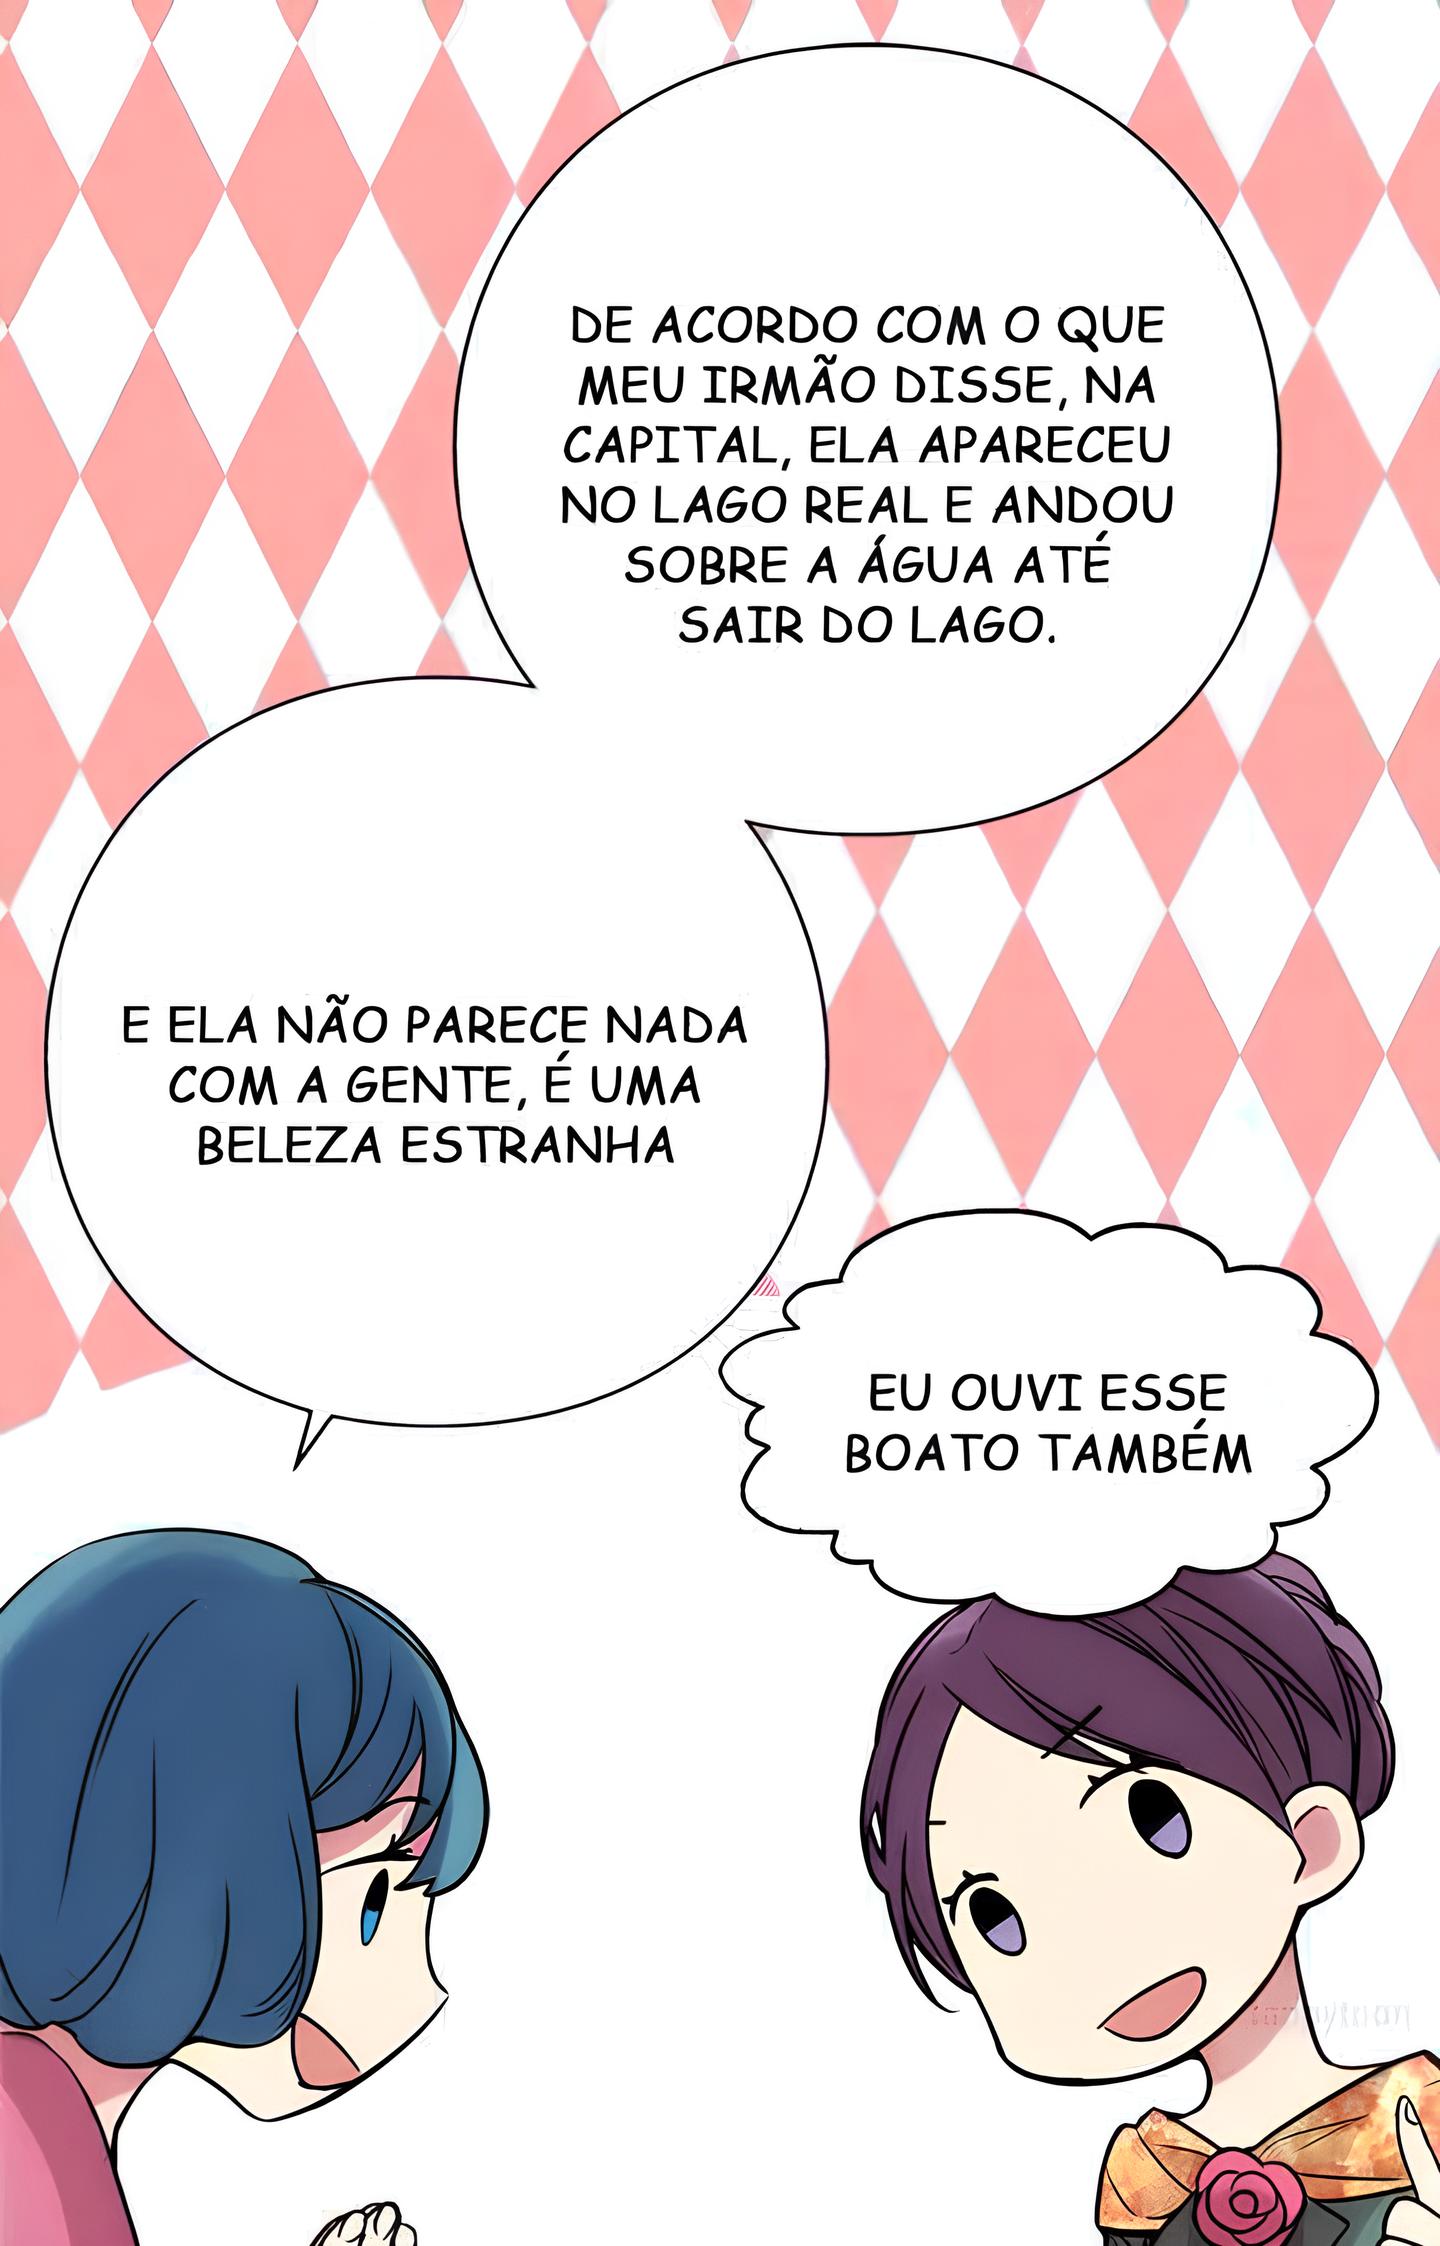 DE ACORDO COM O QUE
MEU IRMÃO DISSE, NA
CAPITAL, ELA APARECEU
NO LAGO REAL E ANDOU
SOBRE A ÁGUA ATÉ
SAIR DO LAGO.
E ELA NÃO PARECE NADA
COM A GENTE, É UMA
BELEZA ESTRANHA
EU OUVI ESSE
BOATO TAMBÉM